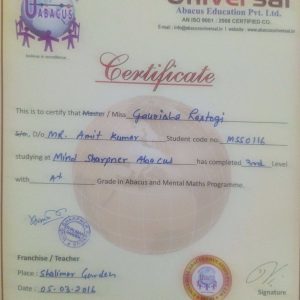 Universal
Abacus Education Pvt. Ltd.
AN ISO 9001 : 2008 CERTIFIED CO.
E-mail : info@abacusuniversal.in | website : www.abacusuniversal.in
ABACUS
Certificate
This is to certify that Master / Miss Gaurisha Rastogi
S/o. D/o MR. Amit Kumar Student code no.: MSS0116
studying at Mind Sharpner Abacus has completed 3rd level
with A+ Grade in Abacus and Mental Maths Programme.
Franchise / Teacher
Place : Shalimar Garden
Date : 05-03-2016
Signature